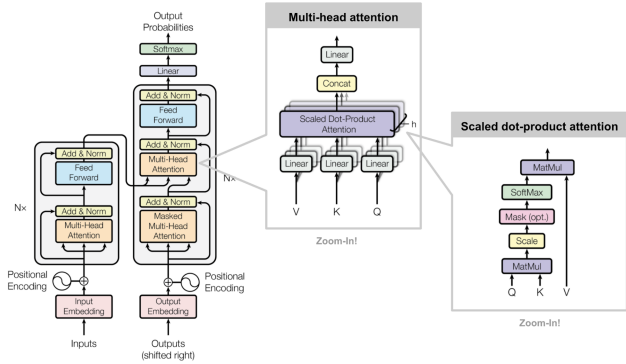 Output
Probabilities
Softmax
Linear
Add & Norm
Feed
Forward
Add & Norm
Multi-Head
Attention
Add & Norm
Masked
Multi-Head
Attention
Nx
Positional
Encoding
Output
Embedding
Outputs
(shifted right)
Add & Norm
Feed
Forward
Add & Norm
Multi-Head
Attention
Nx
Positional
Encoding
Input
Embedding
Inputs
Multi-head attention
Linear
Concat
Scaled Dot-Product
Attention
h
Linear
Linear
Linear
V
K
Q
Zoom-In!
Scaled dot-product attention
MatMul
SoftMax
Mask (opt.)
Scale
MatMul
Q
K
V
Zoom-In!